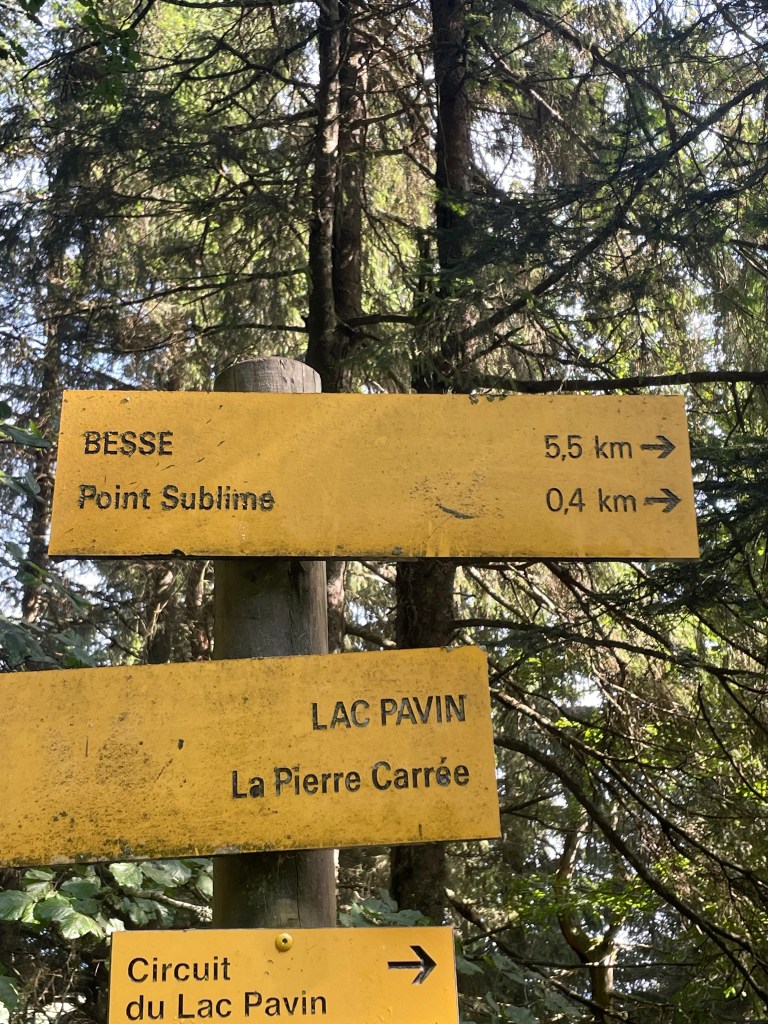 BESSE 5,5 km →
Point Sublime 0,4 km →
LAC PAVIN
La Pierre Carrée
Circuit →
du Lac Pavin